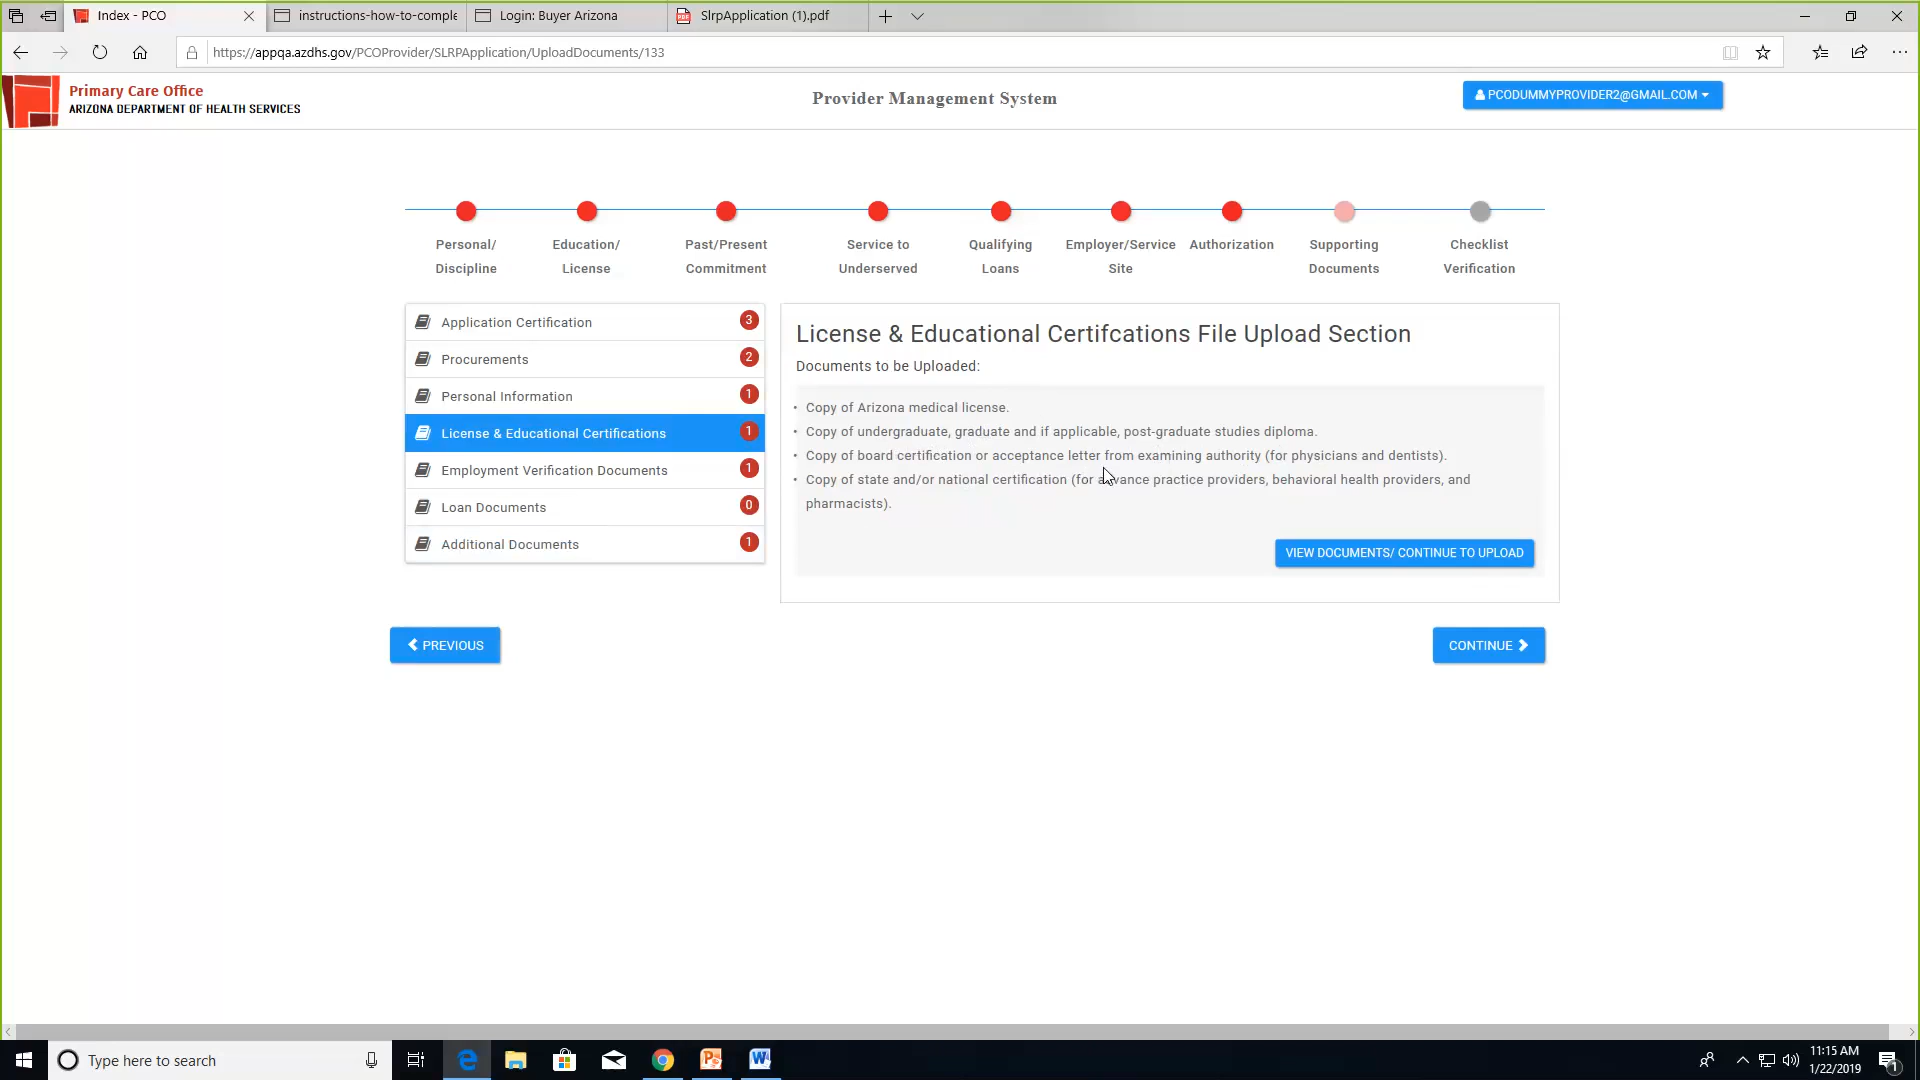 Index - PCO
instructions-how-to-comple
Login: Buyer Arizona
SlrpApplication (1).pdf
https://appqa.azdhs.gov/PCOProvider/SLRPApplication/UploadDocuments/133
Primary Care Office
ARIZONA DEPARTMENT OF HEALTH SERVICES
Provider Management System
PCODUMMYPROVIDER2@GMAIL.COM
Personal/
Discipline
Education/
License
Past/Present
Commitment
Service to
Underserved
Qualifying
Loans
Employer/Service
Site
Authorization
Supporting
Documents
Checklist
Verification
Application Certification 3
Procurements 2
Personal Information 1
License & Educational Certifications 1
Employment Verification Documents 1
Loan Documents 0
Additional Documents 1
License & Educational Certifcations File Upload Section
Documents to be Uploaded:
• Copy of Arizona medical license.
• Copy of undergraduate, graduate and if applicable, post-graduate studies diploma.
• Copy of board certification or acceptance letter from examining authority (for physicians and dentists).
• Copy of state and/or national certification (for advance practice providers, behavioral health providers, and
pharmacists).
VIEW DOCUMENTS/ CONTINUE TO UPLOAD
PREVIOUS
CONTINUE
Type here to search
11:15 AM
1/22/2019
1